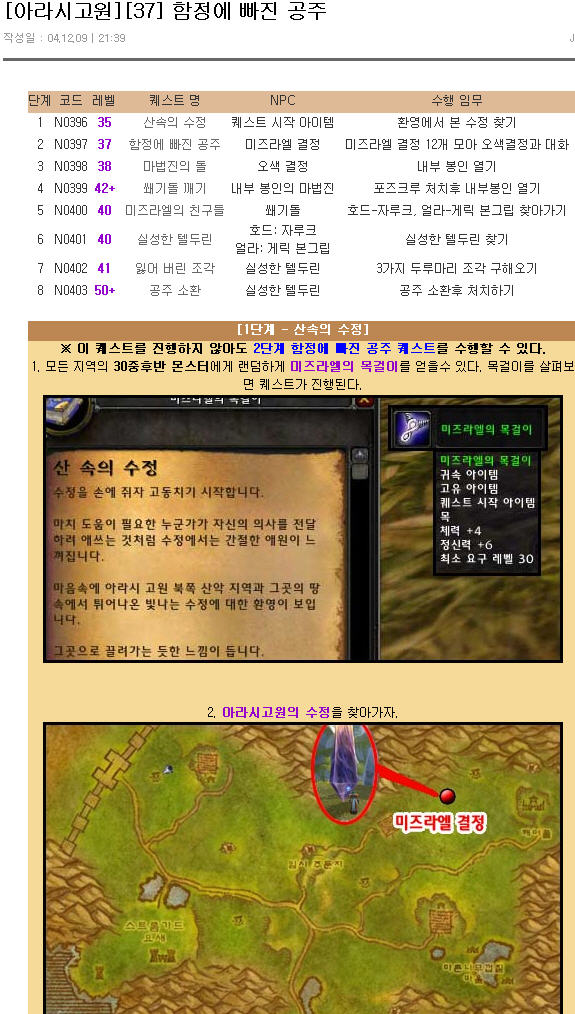 [아라시고원][37] 함정에 빠진 공주
작성일 : 04.12.09 | 21:39
J
단계 코드 레벨 퀘스트 명 NPC 수행 임무
1 N0396 35 산속의 수정 퀘스트 시작 아이템 환영에서 본 수정 찾기
2 N0397 37 함정에 빠진 공주 미즈라엘 결정 미즈라엘 결정 12개 모아 오색결정과 대화
3 N0398 38 마법진의 돌 오색 결정 내부 봉인 열기
4 N0399 42+ 쐐기돌 깨기 내부 봉인의 마법진 포즈크루 처치후 내부봉인 열기
5 N0400 40 미즈라엘의 친구들 쐐기돌 호드-자루크, 얼라-게릭 본그립 찾아가기
6 N0401 40 실성한 텔두린 호드: 자루크 얼라: 게릭 본그립 실성한 텔두린 찾기
7 N0402 41 잃어 버린 조각 실성한 텔두린 3가지 두루마리 조각 구해오기
8 N0403 50+ 공주 소환 실성한 텔두린 공주 소환후 처치하기
[1단계 - 산속의 수정]
※ 이 퀘스트를 진행하지 않아도 2단계 함정에 빠진 공주 퀘스트를 수행할 수 있다.
1. 모든 지역의 30중후반 몬스터에게 랜덤하게 미즈라엘의 목걸이를 얻을수 있다. 목걸이를 살펴보
면 퀘스트가 진행된다.
미즈라엘의 목걸이
산 속의 수정
수정을 손에 쥐자 고동치기 시작합니다.
마치 도움이 필요한 누군가가 자신의 의사를 전달
하려 애쓰는 것처럼 수정에서는 간절한 애원이 느
껴집니다.
마음속에 아라시 고원 북쪽 산악 지역과 그곳의 땅
속에서 튀어나온 빛나는 수정에 대한 환영이 보입
니다.
그곳으로 끌려가는 듯한 느낌이 듭니다.
미즈라엘의 목걸이
미즈라엘의 목걸이
귀속 아이템
고유 아이템
퀘스트 시작 아이템
목
체력 +4
정신력 +6
최소 요구 레벨 30
2. 아라시고원의 수정을 찾아가자.
미즈라엘 결정
해머폴
임시 주둔지
스트롬가드
요새
마른나무껍질
마을